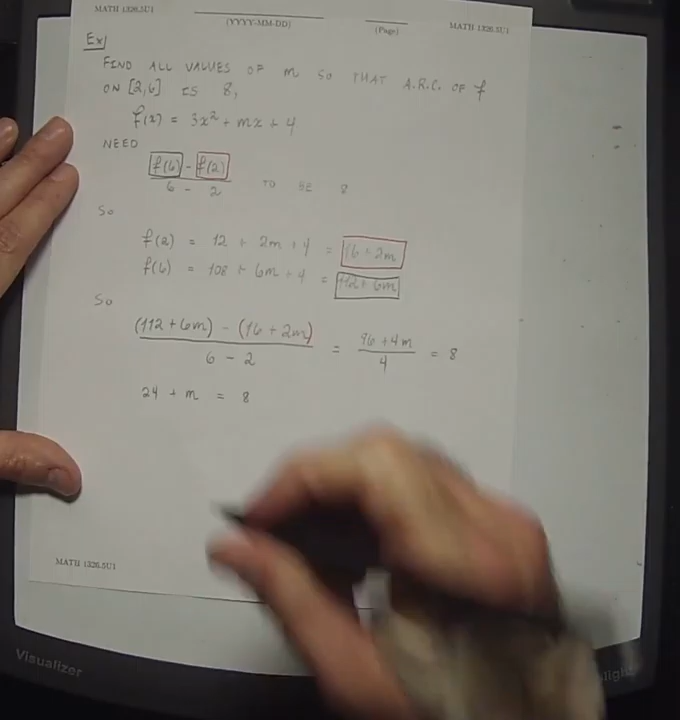 MATH 1326.5U1
(YYYY-MM-DD)
(Page)
MATH 1326.5U1
Ex)
FIND ALL VALUES OF m SO THAT A.R.C. OF f
ON [2,6] IS 8,
f(x) = 3x² + mx + 4
NEED
f(6) - f(2)
6 - 2
TO BE 8
SO
f(2) = 12 + 2m + 4 = 16 + 2m
f(6) = 108 + 6m + 4 = 112 + 6m
SO
(112 + 6m) - (16 + 2m)
6 - 2
= 96 + 4m
4
= 8
24 + m = 8
MATH 1326.5U1
Visualizer